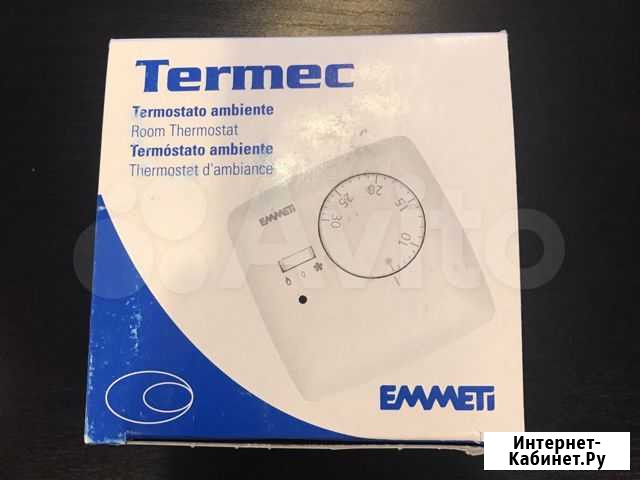 Termec
Termostato ambiente
Room Thermostat
Termóstato ambiente
Thermostat d'ambiance
EMMETI
30 25 20 15 10
Avito
EMMETI
Интернет-
Кабинет.Ру